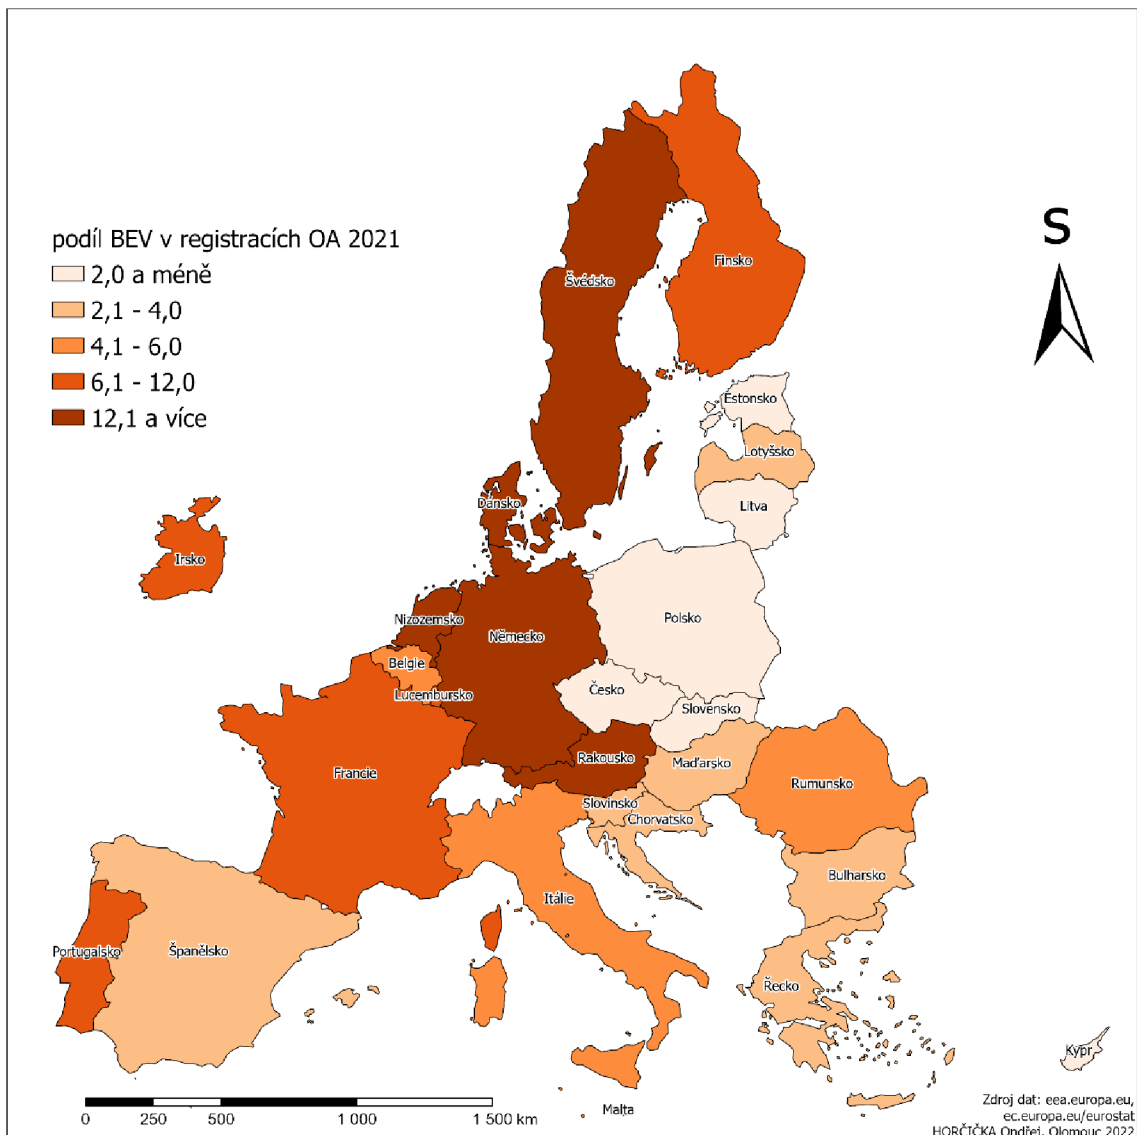 podíl BEV v registracích OA 2021
2,0 a méně
2,1 - 4,0
4,1 - 6,0
6,1 - 12,0
12,1 a více
S
Finsko
Švédsko
Estonsko
Lotyšsko
Litva
Dánsko
Irsko
Nizozemsko
Německo
Polsko
Belgie
Lucembursko
Česko
Slovensko
Francie
Rakousko
Maďarsko
Rumunsko
Slovinsko
Chorvatsko
Bulharsko
Itálie
Portugalsko
Španělsko
Řecko
Kypr
Malta
0 250 500 1 000 1 500 km
Zdroj dat: eea.europa.eu,
ec.europa.eu/eurostat
HORČIČKA Ondřej, Olomouc 2022